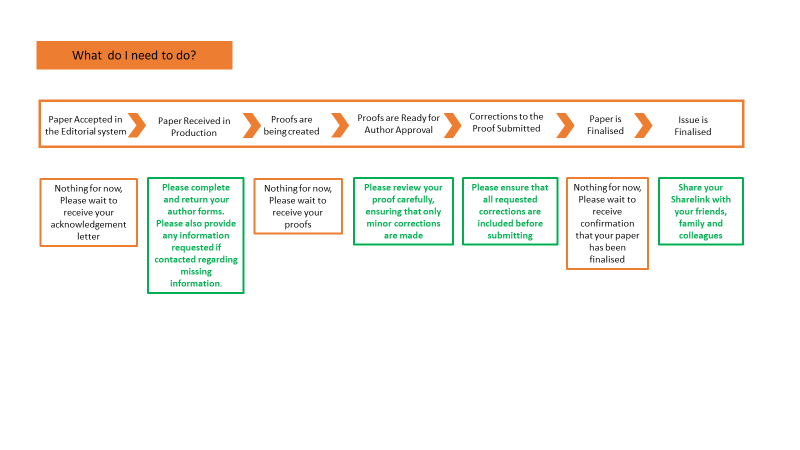 What  do I need to do?
Paper Accepted in
the Editorial system
Paper Received in
Production
Proofs are
being created
Proofs are Ready for
Author Approval
Corrections to the
Proof Submitted
Paper is
Finalised
Issue is
Finalised
Nothing for now,
Please wait to
receive your
acknowledgement
letter
Please complete
and return your
author forms.
Please also provide
any information
requested if
contacted regarding
missing
information.
Nothing for now,
Please wait to
receive your
proofs
Please review your
proof carefully,
ensuring that only
minor corrections
are made
Please ensure that
all requested
corrections are
included before
submitting
Nothing for now,
Please wait to
receive
confirmation
that your paper
has been
finalised
Share your
Sharelink with
your friends,
family and
colleagues